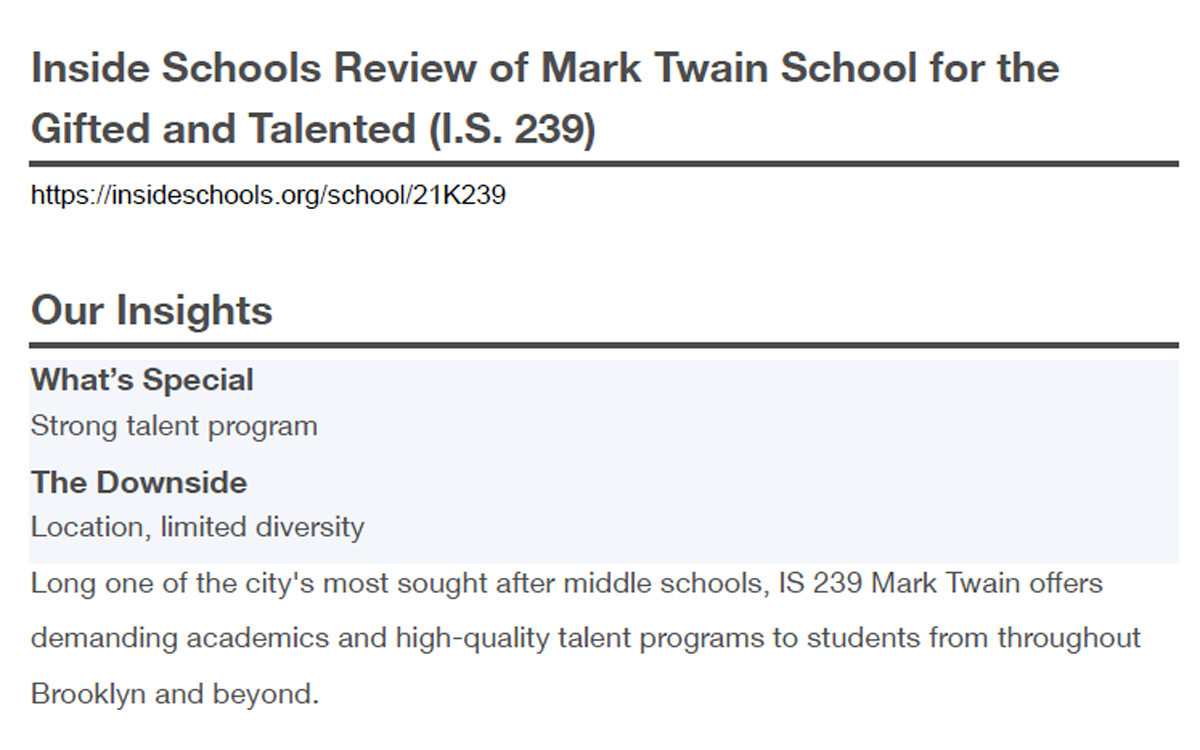 Inside Schools Review of Mark Twain School for the
Gifted and Talented (I.S. 239)
https://insideschools.org/school/21K239
Our Insights
What’s Special
Strong talent program
The Downside
Location, limited diversity
Long one of the city's most sought after middle schools, IS 239 Mark Twain offers
demanding academics and high-quality talent programs to students from throughout
Brooklyn and beyond.